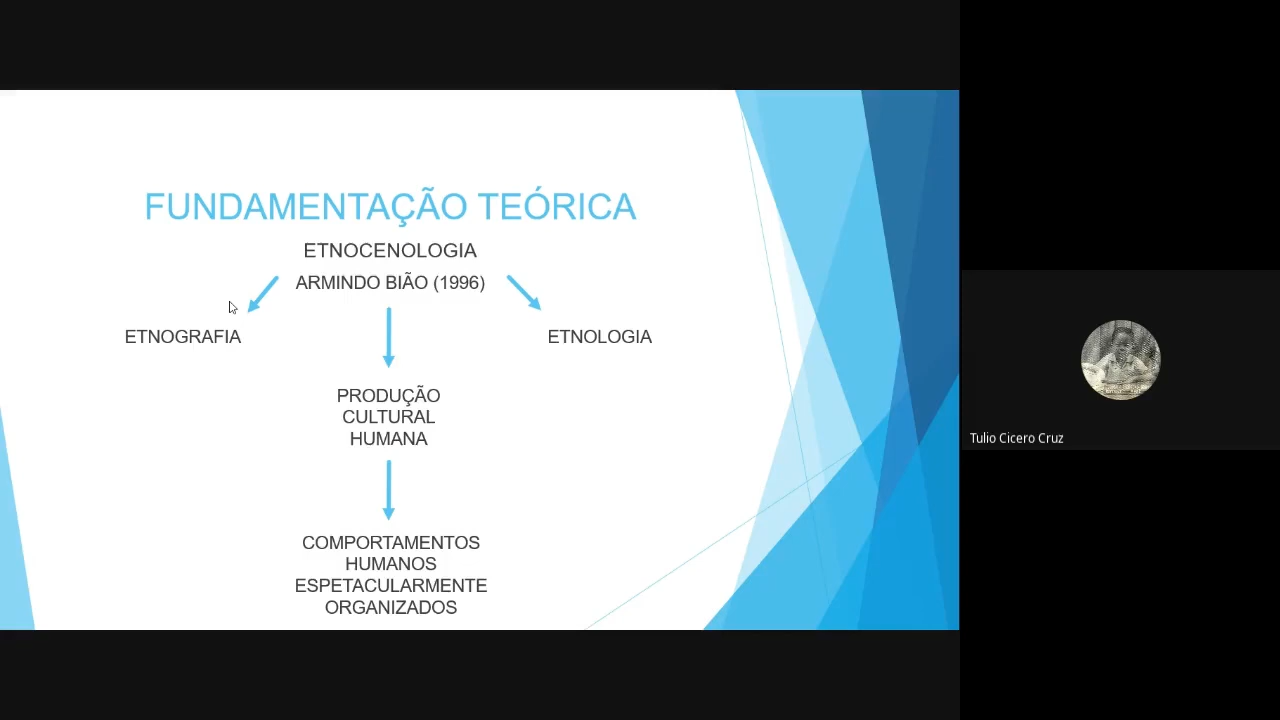 FUNDAMENTAÇÃO TEÓRICA
ETNOCENOLOGIA
ARMINDO BIÃO (1996)
ETNOGRAFIA
ETNOLOGIA
PRODUÇÃO
CULTURAL
HUMANA
COMPORTAMENTOS
HUMANOS
ESPETACULARMENTE
ORGANIZADOS
Tulio Cicero Cruz